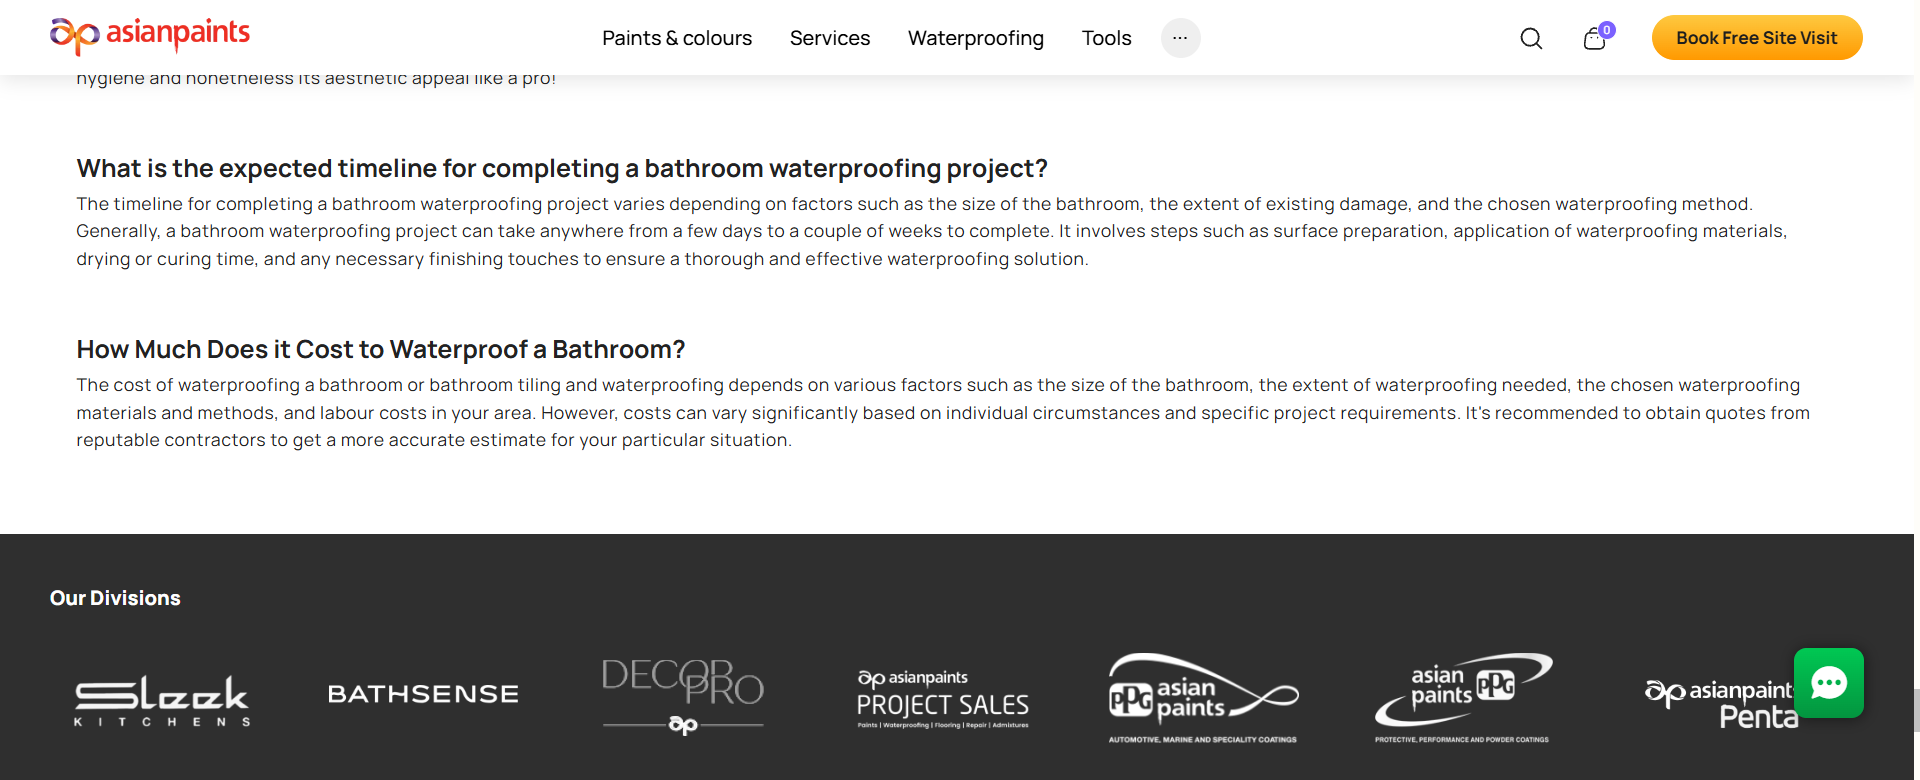 asianpaints
Paints & colours
Services
Waterproofing
Tools
0
Book Free Site Visit
hygiene and nonetheless its aesthetic appeal like a pro!
What is the expected timeline for completing a bathroom waterproofing project?
The timeline for completing a bathroom waterproofing project varies depending on factors such as the size of the bathroom, the extent of existing damage, and the chosen waterproofing method.
Generally, a bathroom waterproofing project can take anywhere from a few days to a couple of weeks to complete. It involves steps such as surface preparation, application of waterproofing materials,
drying or curing time, and any necessary finishing touches to ensure a thorough and effective waterproofing solution.
How Much Does it Cost to Waterproof a Bathroom?
The cost of waterproofing a bathroom or bathroom tiling and waterproofing depends on various factors such as the size of the bathroom, the extent of waterproofing needed, the chosen waterproofing
materials and methods, and labour costs in your area. However, costs can vary significantly based on individual circumstances and specific project requirements. It's recommended to obtain quotes from
reputable contractors to get a more accurate estimate for your particular situation.
Our Divisions
Sleek
KITCHENS
BATHSENSE
DECOR
PRO
ap
ap asianpaints
PROJECT SALES
Paints | Waterproofing | Flooring | Repair | Admixtures
PPG asian
paints
AUTOMOTIVE, MARINE AND SPECIALITY COATINGS
asian
paints PPG
PROTECTIVE, PERFORMANCE AND POWDER COATINGS
ap asianpaint
Penta